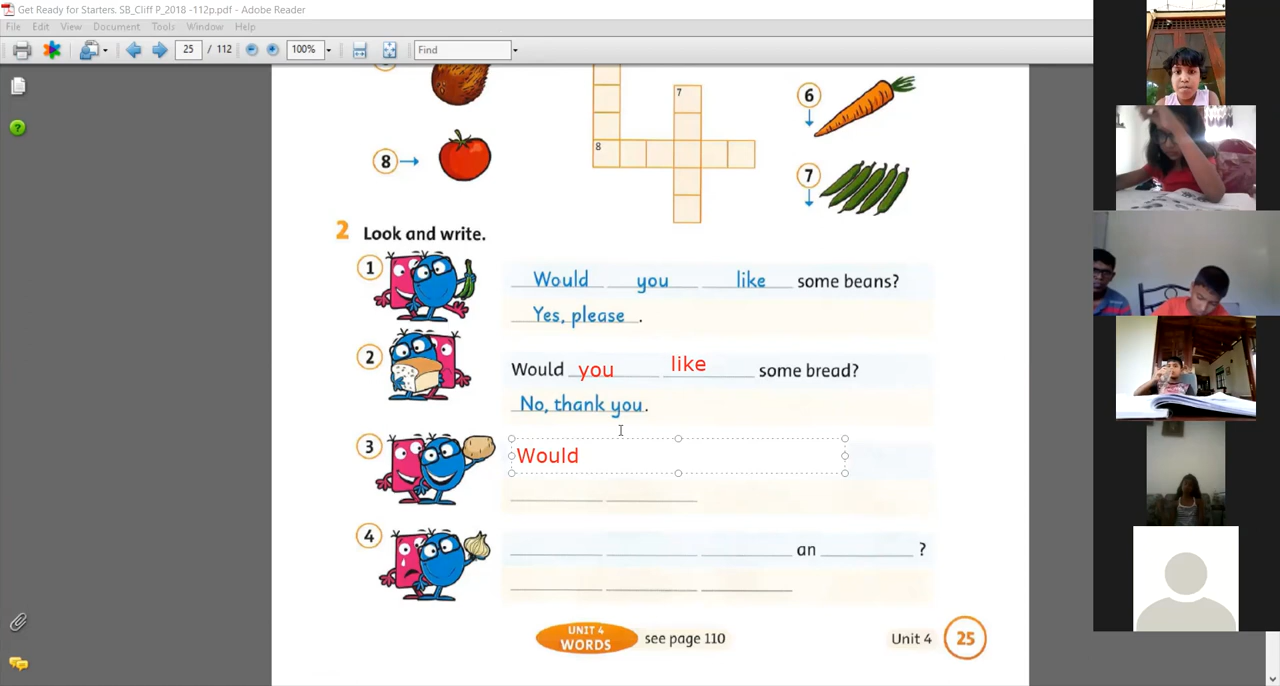 Get Ready for Starters. SB_Cliff P_2018 -112p.pdf - Adobe Reader
File Edit View Document Tools Window Help
25 / 112 100% Find
7
6
8
8
7
2 Look and write.
1 Would you like some beans?
Yes, please .
2 Would you like some bread?
No, thank you.
3 Would
4 an ?
UNIT 4
WORDS see page 110 Unit 4 25